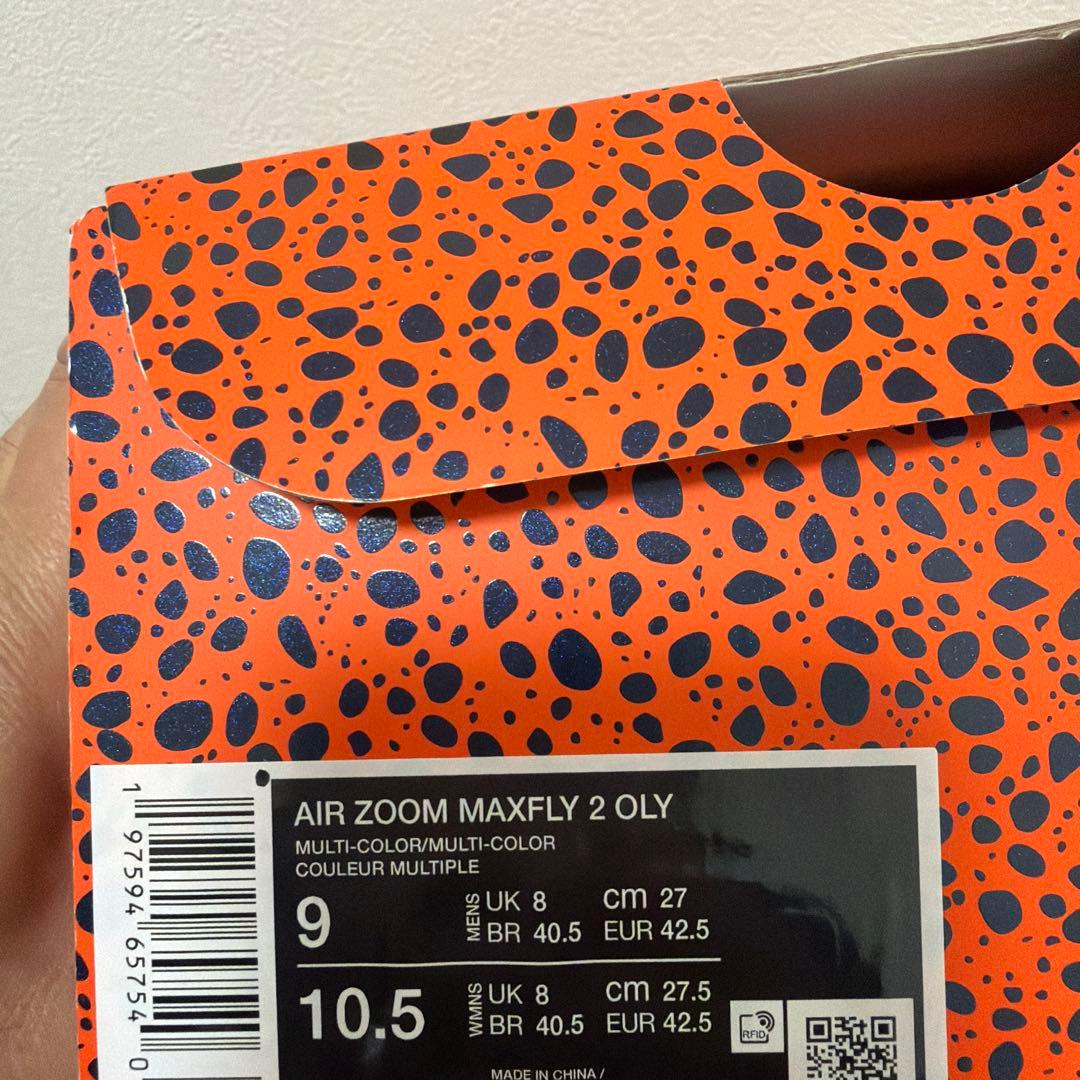 AIR ZOOM MAXFLY 2 OLY
MULTI-COLOR/MULTI-COLOR
COULEUR MULTIPLE
9 MENS UK 8 cm 27
BR 40.5 EUR 42.5
10.5 WMNS UK 8 cm 27.5
BR 40.5 EUR 42.5
RFID
MADE IN CHINA /
1 97594 65754 0